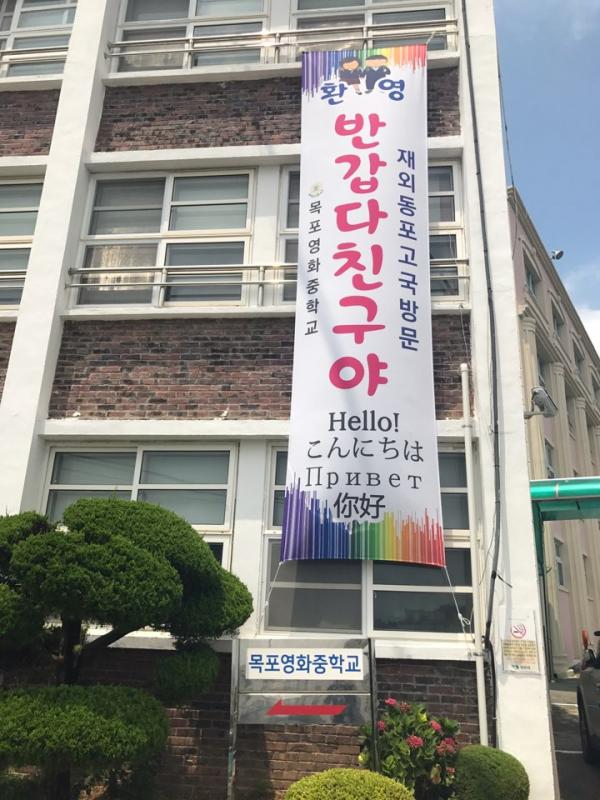 환영
반갑다친구야
재외동포고국방문
목포영화중학교
Hello!
こんにちは
Привет
你好
목포영화중학교